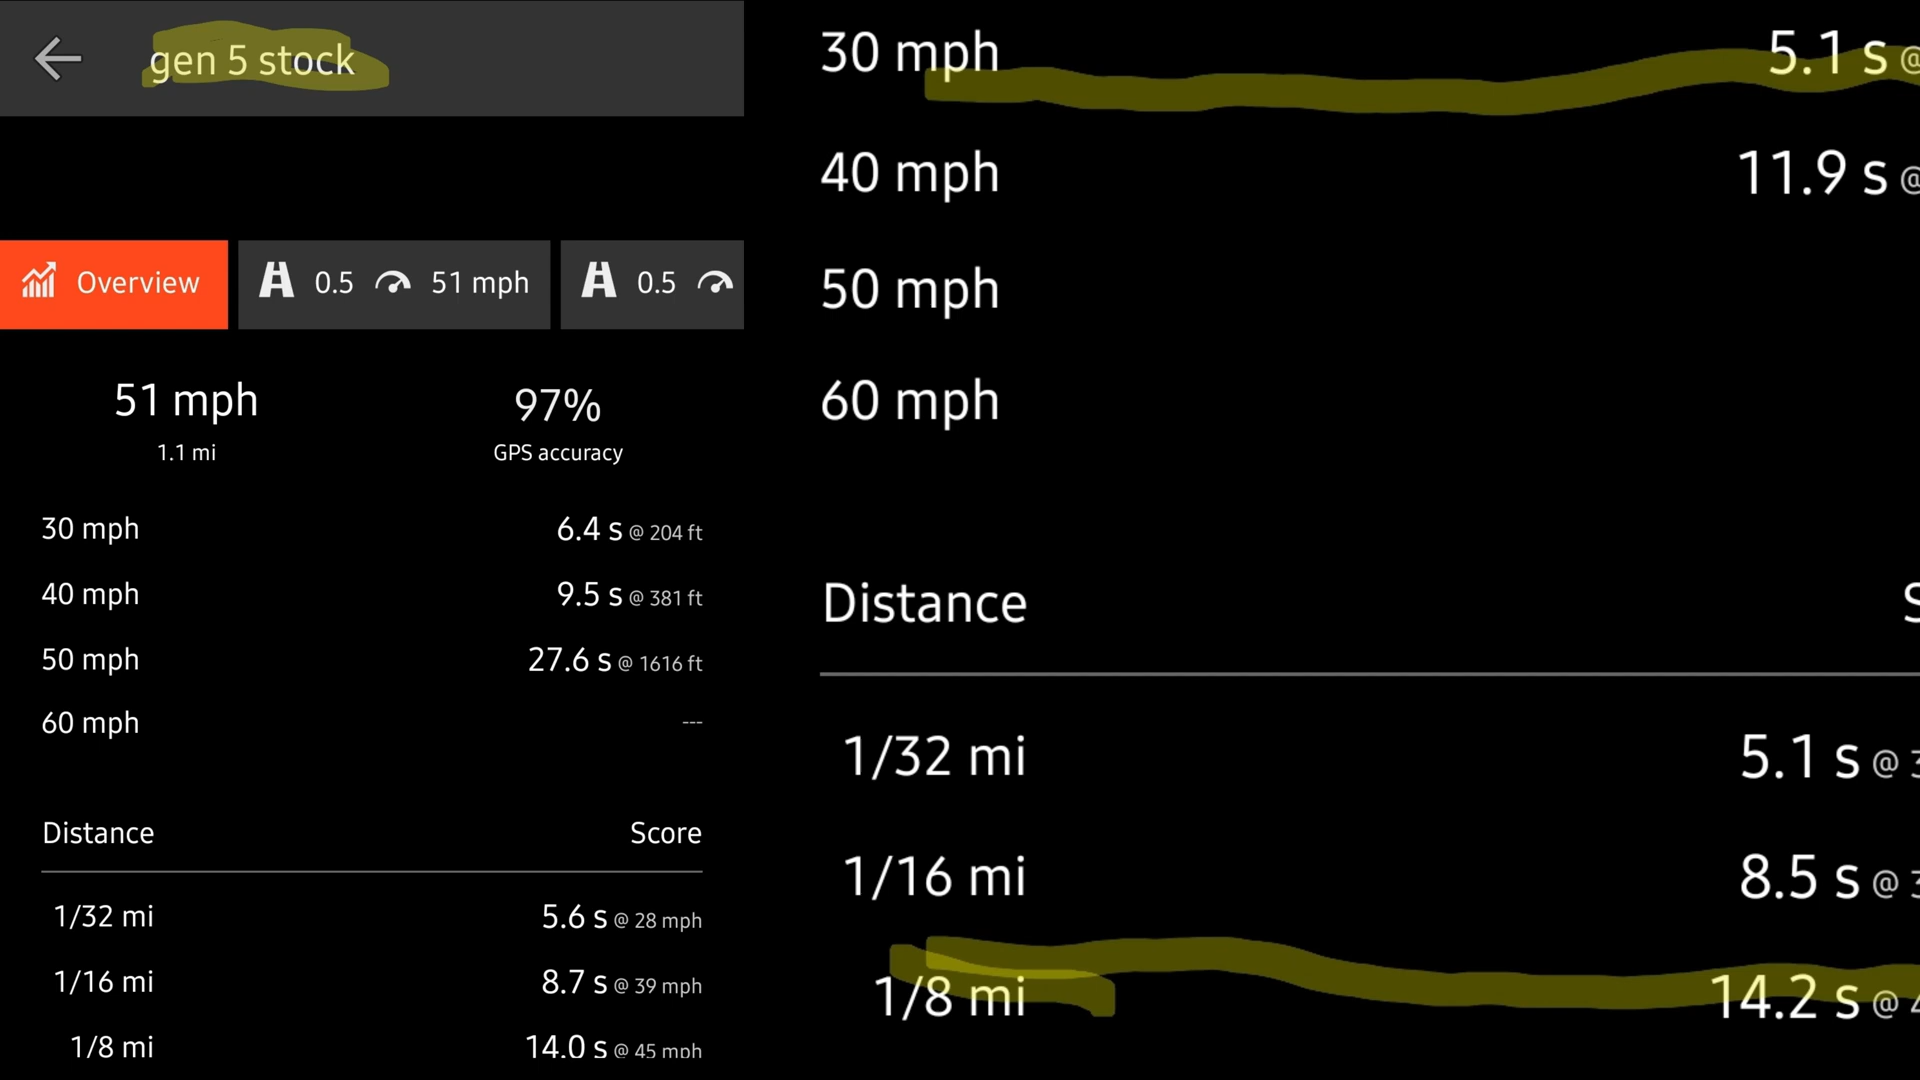 gen 5 stock
Overview 0.5 51 mph 0.5
51 mph 97%
1.1 mi GPS accuracy
30 mph 6.4 s @ 204 ft
40 mph 9.5 s @ 381 ft
50 mph 27.6 s @ 1616 ft
60 mph ---
Distance Score
1/32 mi 5.6 s @ 28 mph
1/16 mi 8.7 s @ 39 mph
1/8 mi 14.0 s @ 45 mph
30 mph 5.1 s @
40 mph 11.9 s @
50 mph
60 mph
Distance S
1/32 mi 5.1 s @ 3
1/16 mi 8.5 s @ 3
1/8 mi 14.2 s @ 4